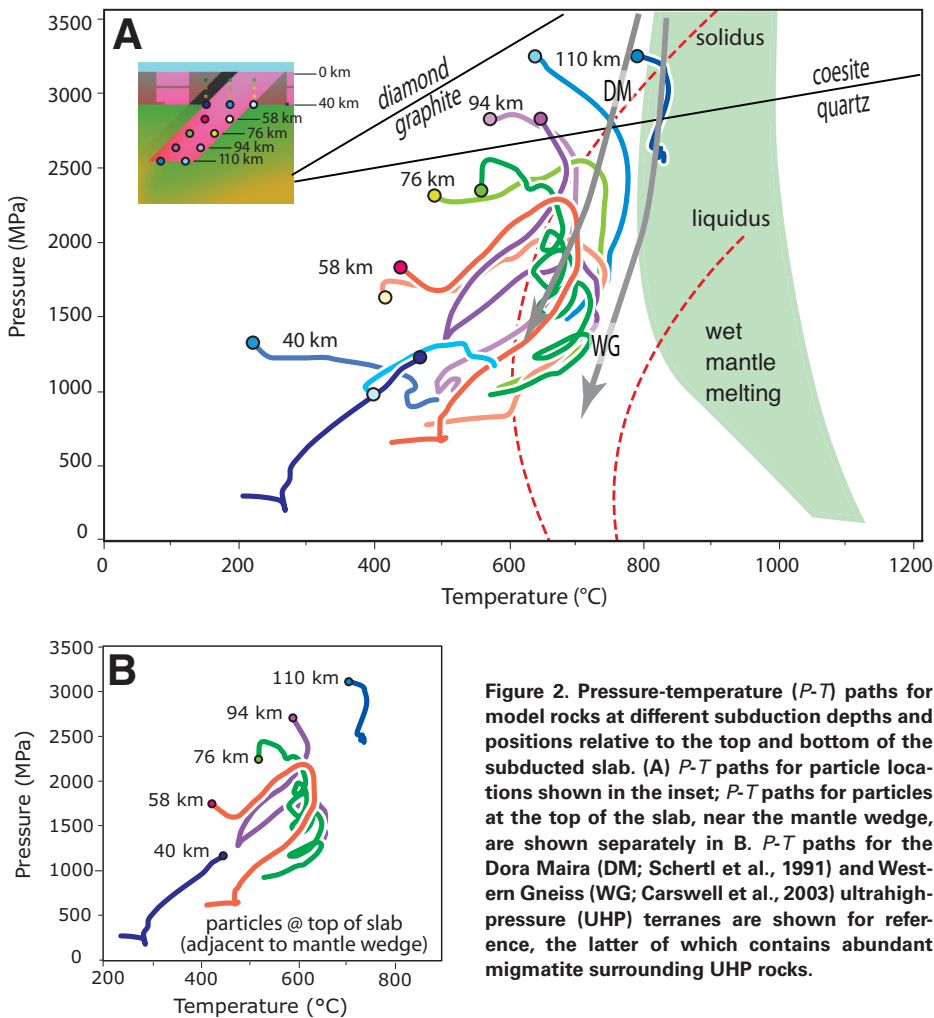 A
3500
3000
2500
2000
1500
1000
500
0
Pressure (MPa)
0
200
400
600
800
1000
1200
Temperature (°C)
0 km
40 km
58 km
76 km
94 km
110 km
diamond
graphite
coesite
quartz
solidus
liquidus
wet
mantle
melting
110 km
DM
94 km
76 km
58 km
40 km
WG
B
3500
3000
2500
2000
1500
1000
500
0
Pressure (MPa)
200
400
600
800
Temperature (°C)
110 km
94 km
76 km
58 km
40 km
particles @ top of slab
(adjacent to mantle wedge)
Figure 2. Pressure-temperature (P-T) paths for
model rocks at different subduction depths and
positions relative to the top and bottom of the
subducted slab. (A) P-T paths for particle loca-
tions shown in the inset; P-T paths for particles
at the top of the slab, near the mantle wedge,
are shown separately in B. P-T paths for the
Dora Maira (DM; Schertl et al., 1991) and West-
ern Gneiss (WG; Carswell et al., 2003) ultrahigh-
pressure (UHP) terranes are shown for refer-
ence, the latter of which contains abundant
migmatite surrounding UHP rocks.